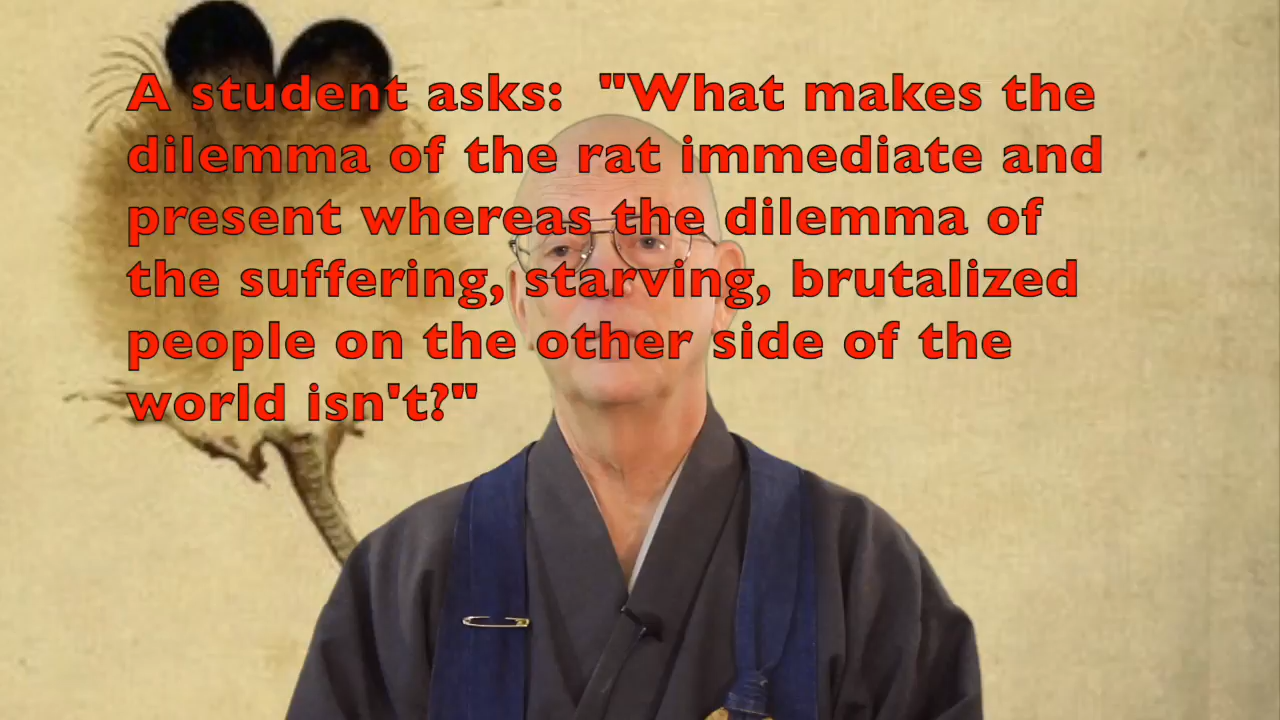 A student asks:  "What makes the
dilemma of the rat immediate and
present whereas the dilemma of
the suffering, starving, brutalized
people on the other side of the
world isn't?"